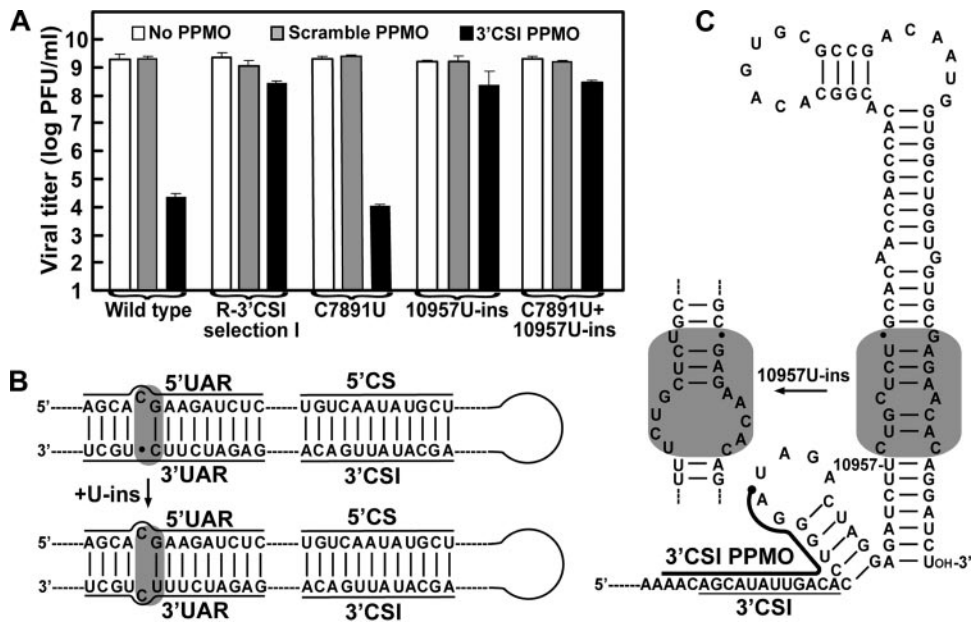 A
No PPMO Scramble PPMO 3'CSI PPMO
Viral titer (log PFU/ml)
10
9
8
7
6
5
4
3
2
1
Wild type
R-3'CSI
selection I
C7891U
10957U-ins
C7891U+
10957U-ins
B
5'UAR 5'CS
5' AGCA C GAAGAUCUC UGUCAAUAUGCU
3' UCGU • CUUCUAGAG ACAGUUAUACGA
3'UAR 3'CSI
+U-ins
5'UAR 5'CS
5' AGCA C GAAGAUCUC UGUCAAUAUGCU
3' UCGU C UUUCUAGAG ACAGUUAUACGA
3'UAR 3'CSI
C
10957U-ins
10957-
3'CSI PPMO
5' AAAACAGCAUAUUGACAC
3'CSI
UOH-3'